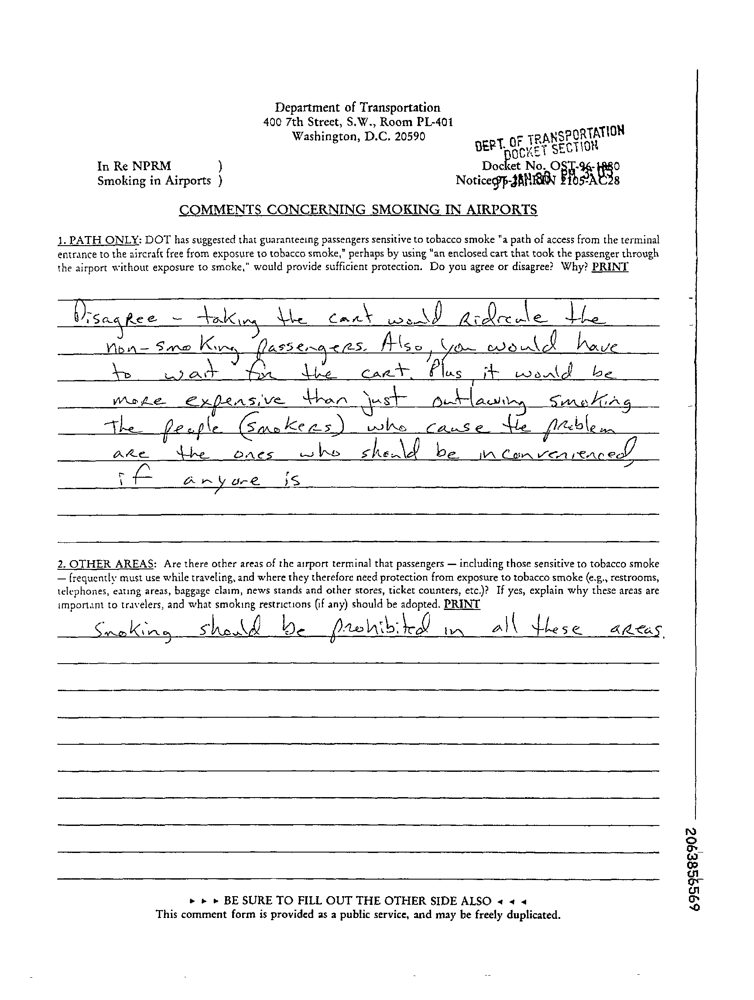 Department of Transportation
400 7th Street, S.W., Room PL-401
Washington, D.C. 20590
DEPT. OF TRANSPORTATION
DOCKET SECTION
In Re NPRM )
Docket No. OST-96-1880
Smoking in Airports )
Notice
COMMENTS CONCERNING SMOKING IN AIRPORTS
1. PATH ONLY: DOT has suggested that guaranteeing passengers sensitive to tobacco smoke "a path of access from the terminal
entrance to the aircraft free from exposure to tobacco smoke," perhaps by using "an enclosed cart that took the passenger through
the airport without exposure to smoke," would provide sufficient protection. Do you agree or disagree? Why? PRINT
Disagree - taking the cart would Ridicule the
non-smoking passengers. Also, you would have
to wait for the cart. Plus it would be
more expensive than just outlawing smoking
The people (smokers) who cause the problem
are the ones who should be inconvenienced
if anyone is
2. OTHER AREAS: Are there other areas of the airport terminal that passengers — including those sensitive to tobacco smoke
— frequently must use while traveling, and where they therefore need protection from exposure to tobacco smoke (e.g., restrooms,
telephones, eating areas, baggage claim, news stands and other stores, ticket counters, etc.)? If yes, explain why these areas are
important to travelers, and what smoking restrictions (if any) should be adopted. PRINT
Smoking should be prohibited in all these areas.
▸ ▸ ▸ BE SURE TO FILL OUT THE OTHER SIDE ALSO ◂ ◂ ◂
This comment form is provided as a public service, and may be freely duplicated.
2063856569